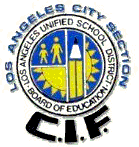 LOS ANGELES CITY SECTION
LOS ANGELES UNIFIED SCHOOL DISTRICT
BOARD OF EDUCATION
C.I.F.